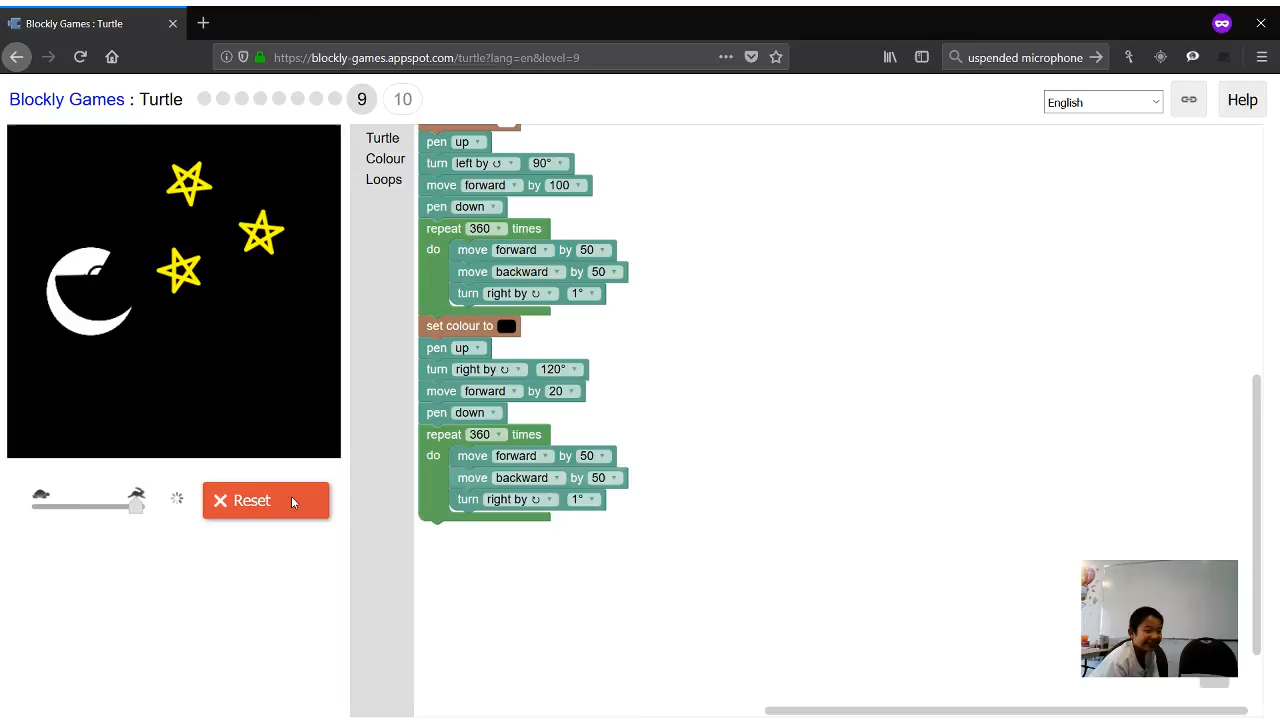 Blockly Games : Turtle
https://blockly-games.appspot.com/turtle?lang=en&level=9
uspended microphone
Blockly Games : Turtle
9
10
English
Help
Turtle
Colour
Loops
pen up
turn left by ↺ 90°
move forward by 100
pen down
repeat 360 times
do move forward by 50
move backward by 50
turn right by ↻ 1°
set colour to
pen up
turn right by ↻ 120°
move forward by 20
pen down
repeat 360 times
do move forward by 50
move backward by 50
turn right by ↻ 1°
Reset